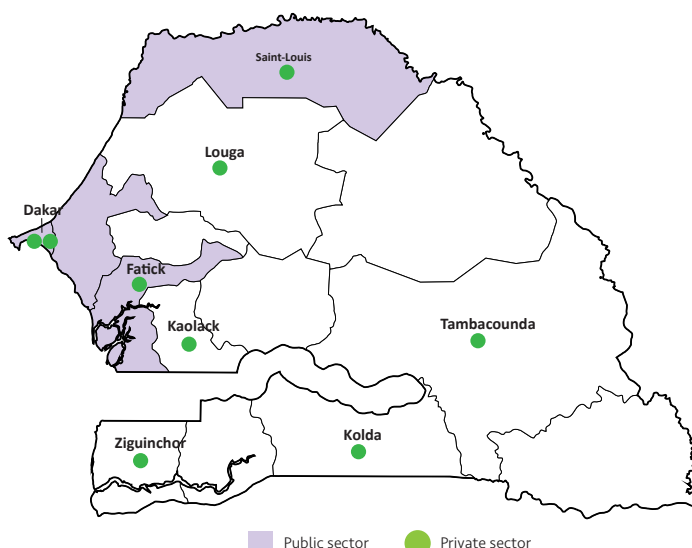 Saint-Louis
Louga
Dakar
Fatick
Kaolack
Tambacounda
Ziguinchor
Kolda
Public sector
Private sector